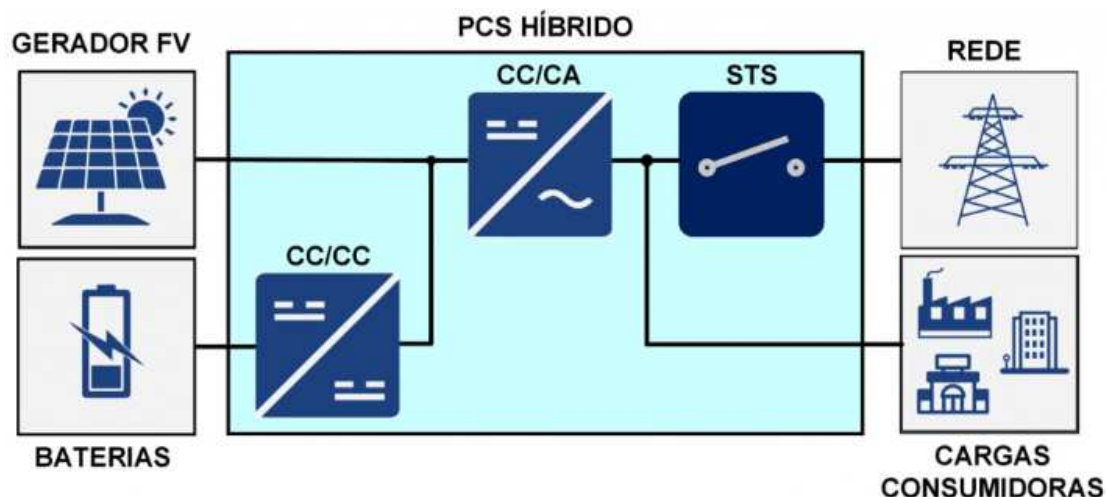 PCS HÍBRIDO
GERADOR FV
REDE
CC/CA
STS
CC/CC
BATERIAS
CARGAS
CONSUMIDORAS